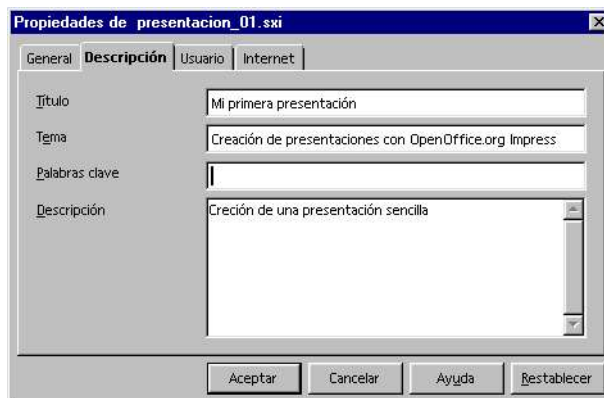 Propiedades de presentacion_01.sxi
General Descripción Usuario Internet
Título Mi primera presentación
Tema Creación de presentaciones con OpenOffice.org Impress
Palabras clave
Descripción Creción de una presentación sencilla
Aceptar Cancelar Ayuda Restablecer